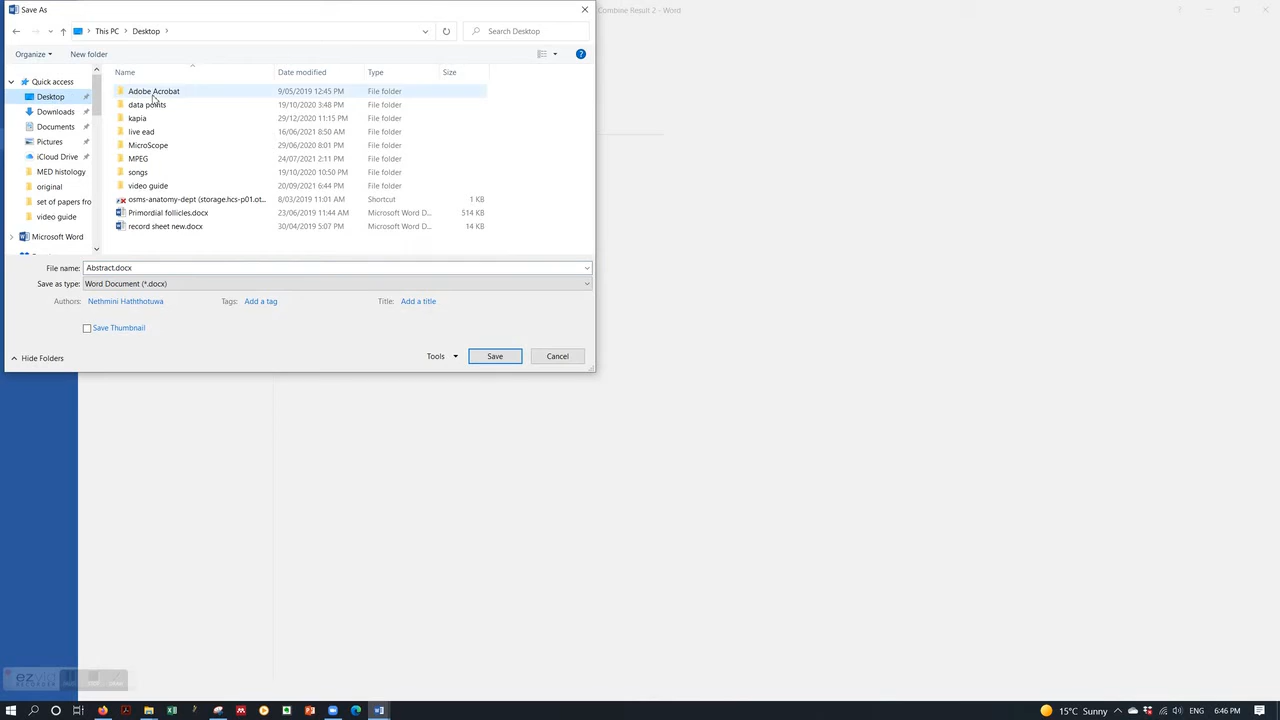 Save As
Combine Result 2 - Word
This PC
Desktop
Search Desktop
Organize
New folder
Name
Date modified
Type
Size
Quick access
Desktop
Downloads
Documents
Pictures
iCloud Drive
MED histology
original
set of papers fro
video guide
Microsoft Word
Adobe Acrobat 9/05/2019 12:45 PM File folder
data points 19/10/2020 3:48 PM File folder
kapia 29/12/2020 11:15 PM File folder
live ead 16/06/2021 8:50 AM File folder
MicroScope 29/06/2020 8:01 PM File folder
MPEG 24/07/2021 2:11 PM File folder
songs 19/10/2020 10:50 PM File folder
video guide 20/09/2021 6:44 PM File folder
osms-anatomy-dept (storage.hcs-p01.ot... 8/03/2019 11:01 AM Shortcut 1 KB
Primordial follicles.docx 23/06/2019 11:44 AM Microsoft Word D... 514 KB
record sheet new.docx 30/04/2019 5:07 PM Microsoft Word D... 14 KB
File name: Abstract.docx
Save as type: Word Document (*.docx)
Authors: Nethmini Haththotuwa Tags: Add a tag Title: Add a title
Save Thumbnail
Hide Folders
Tools
Save
Cancel
ezvid
RECORDER
15°C Sunny
ENG
6:46 PM